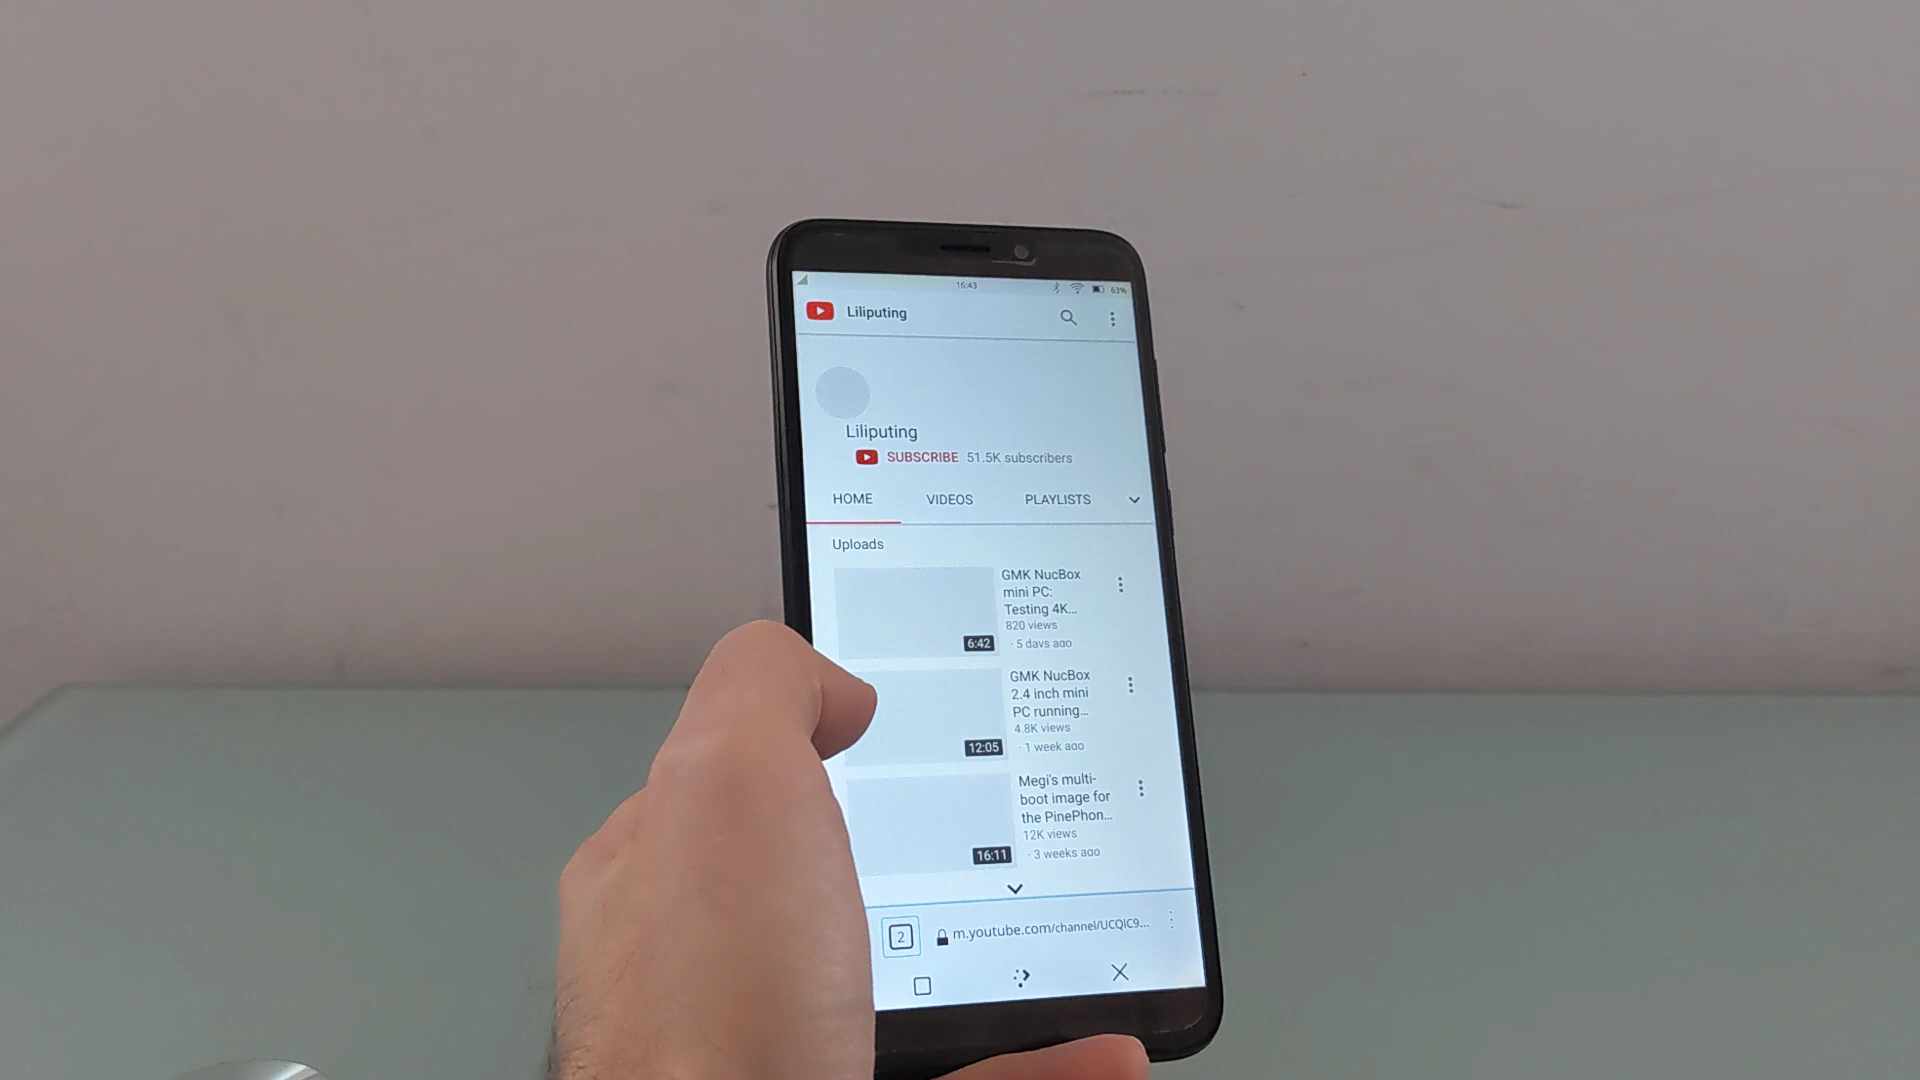 16:43
63%
Liliputing
Liliputing
SUBSCRIBE 51.5K subscribers
HOME VIDEOS PLAYLISTS
Uploads
GMK NucBox
mini PC:
Testing 4K...
820 views
· 5 days ago
6:42
GMK NucBox
2.4 inch mini
PC running...
4.8K views
· 1 week ago
12:05
Megi's multi-
boot image for
the PinePhon...
12K views
· 3 weeks ago
16:11
2
m.youtube.com/channel/UCQIC9...